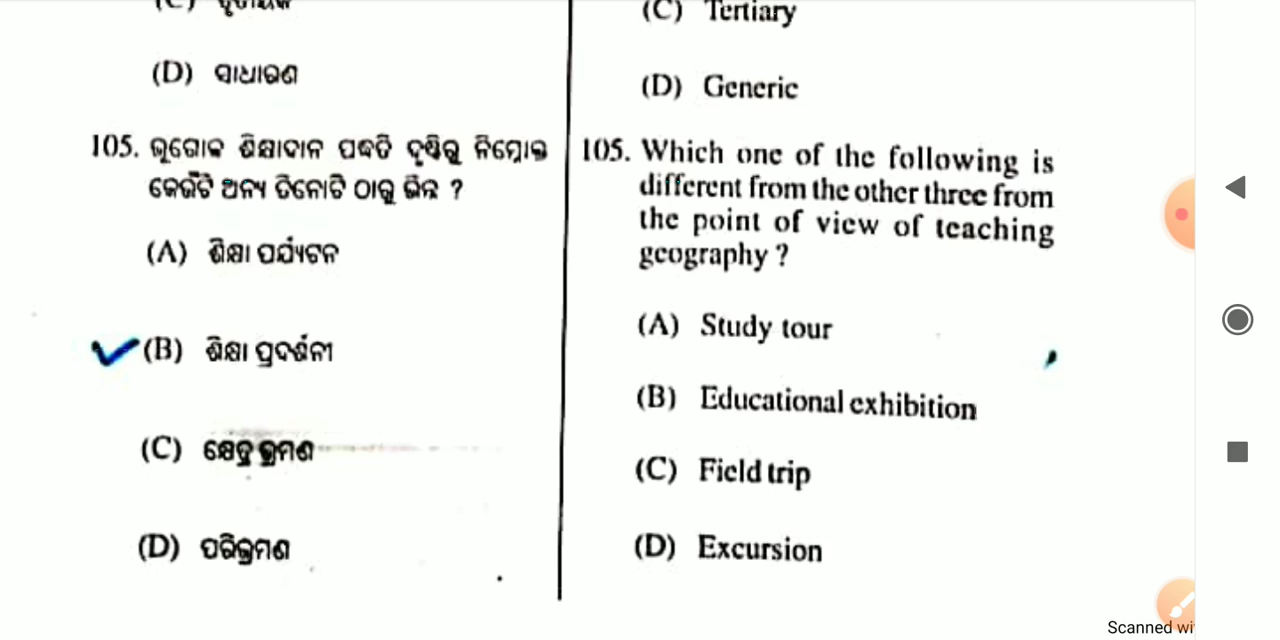 (D) ସାଧାରଣ
105. ଭୂଗୋଳ ଶିକ୍ଷାଦାନ ପଦ୍ଧତି ଦୃଷ୍ଟିରୁ ନିମ୍ନୋକ୍ତ
କେଉଁଟି ଅନ୍ୟ ତିନୋଟି ଠାରୁ ଭିନ୍ନ ?
(A) ଶିକ୍ଷା ପର୍ଯ୍ୟଟନ
(B) ଶିକ୍ଷା ପ୍ରଦର୍ଶନୀ
(C) କ୍ଷେତ୍ର ଭ୍ରମଣ
(D) ପରିଭ୍ରମଣ
(C) Tertiary
(D) Generic
105. Which one of the following is
different from the other three from
the point of view of teaching
geography ?
(A) Study tour
(B) Educational exhibition
(C) Field trip
(D) Excursion
Scanned wi